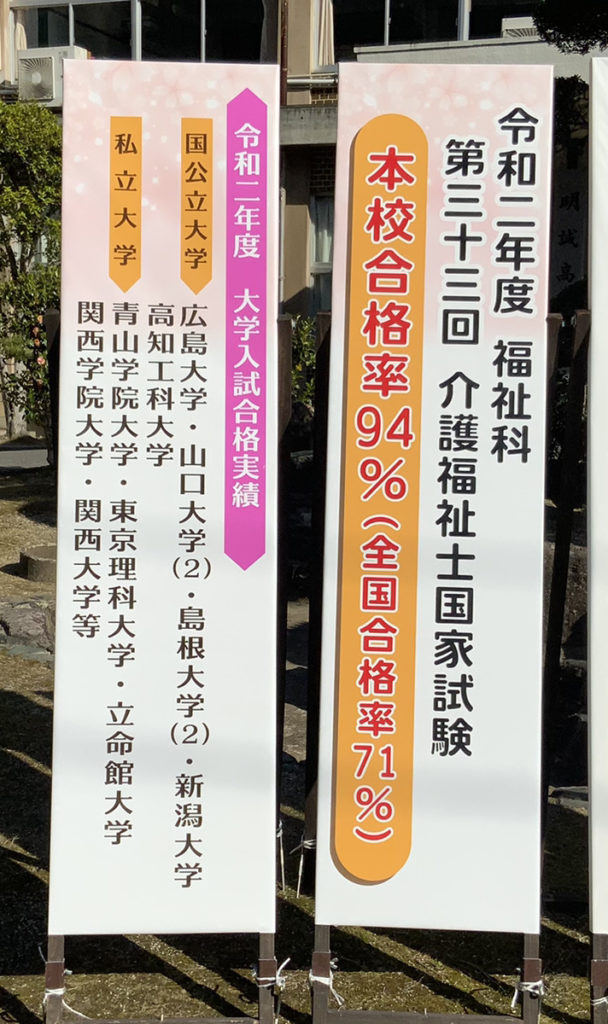 令和二年度 福祉科
第三十三回 介護福祉士国家試験
本校合格率94%(全国合格率71%)
令和二年度 大学入試合格実績
国公立大学
広島大学・山口大学(2)・島根大学(2)・新潟大学
高知工科大学
私立大学
青山学院大学・東京理科大学・立命館大学
関西学院大学・関西大学等
明誠高